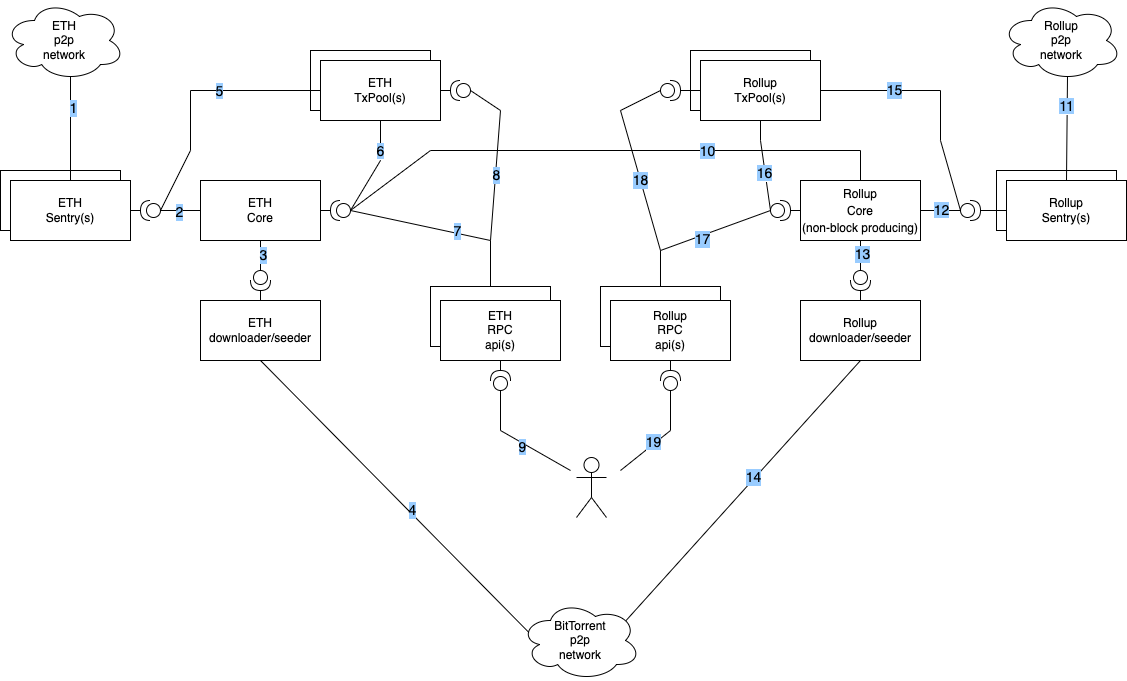 ETH
p2p
network
Rollup
p2p
network
1
5
ETH
TxPool(s)
Rollup
TxPool(s)
15
11
6
10
8
18
16
ETH
Sentry(s)
2
ETH
Core
7
17
Rollup
Core
(non-block producing)
12
Rollup
Sentry(s)
3
13
ETH
downloader/seeder
ETH
RPC
api(s)
Rollup
RPC
api(s)
Rollup
downloader/seeder
9
19
4
14
BitTorrent
p2p
network